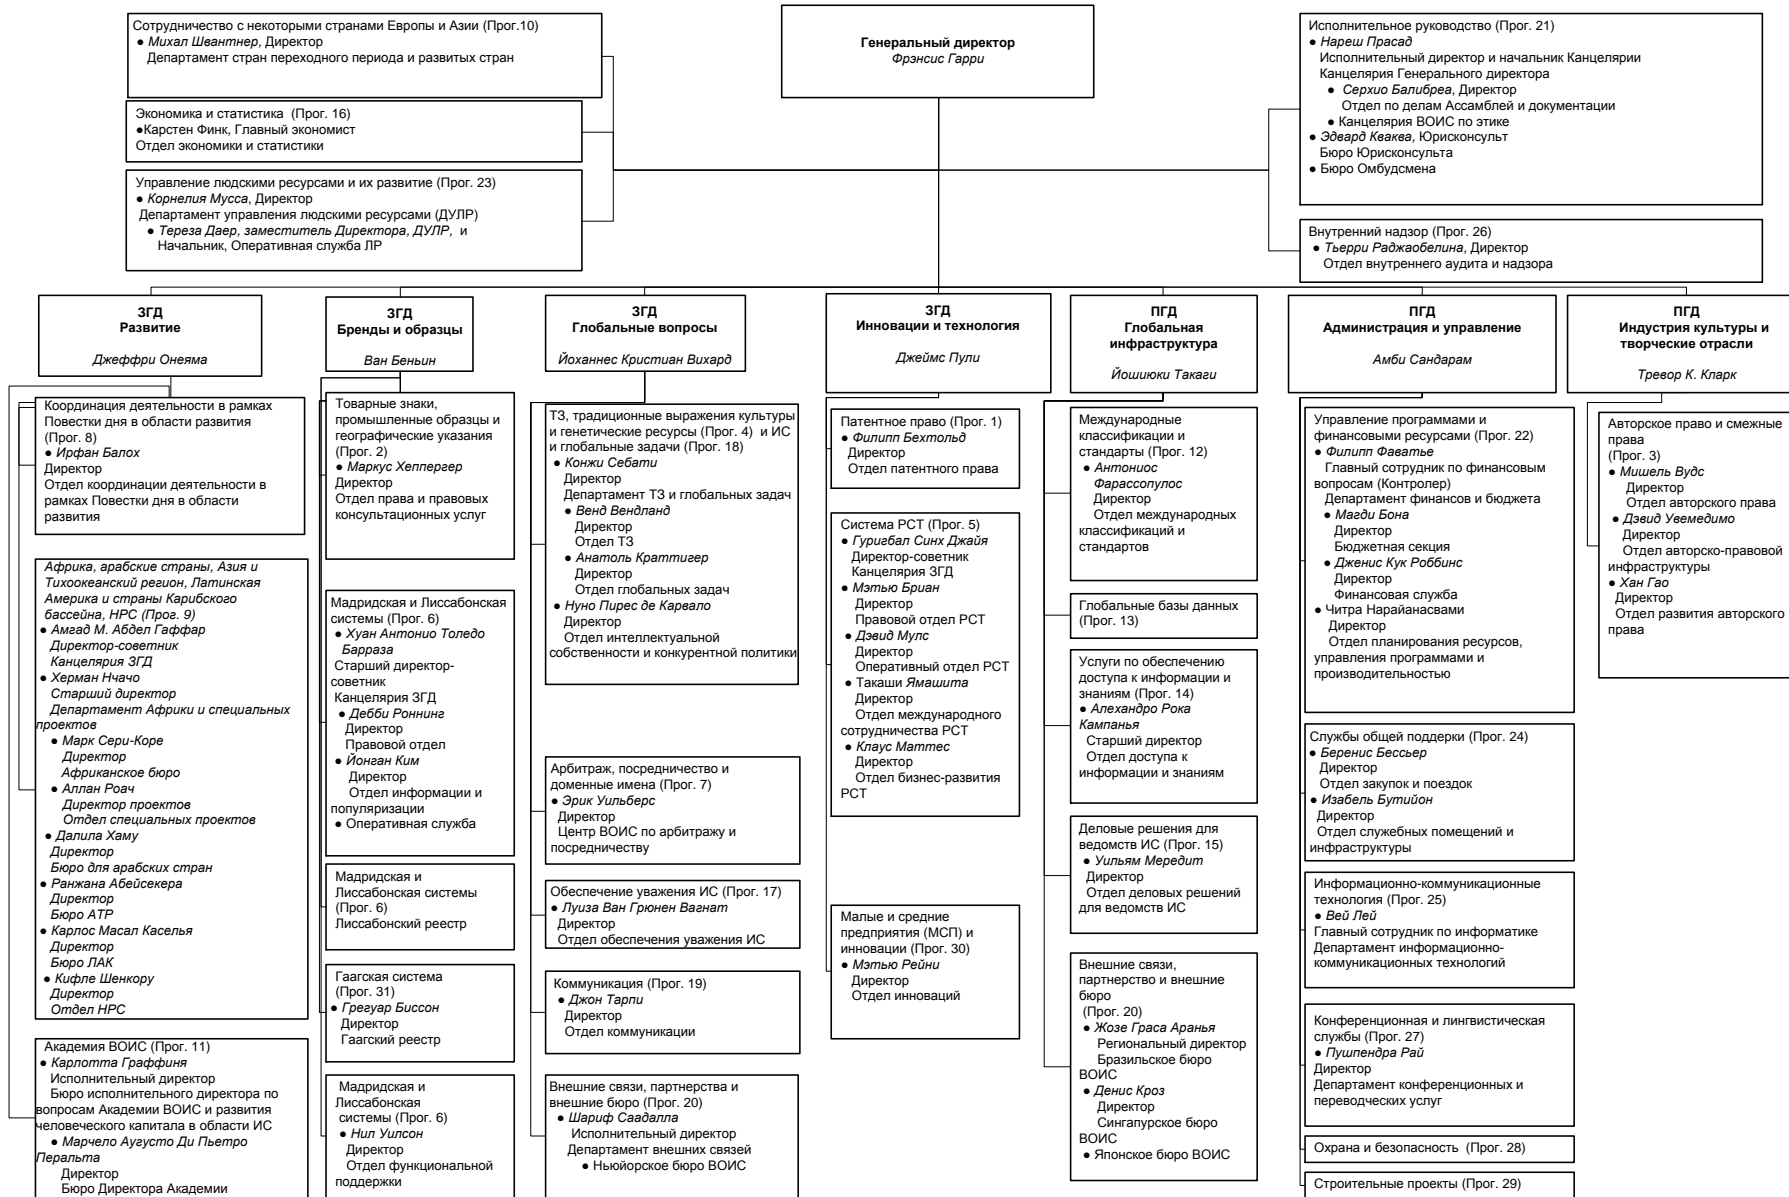 Сотрудничество с некоторыми странами Европы и Азии (Прог.10)
● Михал Швантнер, Директор
Департамент стран переходного периода и развитых стран
Экономика и статистика (Прог. 16)
●Карстен Финк, Главный экономист
Отдел экономики и статистики
Управление людскими ресурсами и их развитие (Прог. 23)
● Корнелия Мусса, Директор
Департамент управления людскими ресурсами (ДУЛР)
● Тереза Даер, заместитель Директора, ДУЛР, и
Начальник, Оперативная служба ЛР
Генеральный директор
Фрэнсис Гарри
Исполнительное руководство (Прог. 21)
● Нареш Прасад
Исполнительный директор и начальник Канцелярии
Канцелярия Генерального директора
● Серхио Балибреа, Директор
Отдел по делам Ассамблей и документации
● Канцелярия ВОИС по этике
● Эдвард Кваква, Юрисконсульт
Бюро Юрисконсульта
● Бюро Омбудсмена
Внутренний надзор (Прог. 26)
● Тьерри Раджаобелина, Директор
Отдел внутреннего аудита и надзора
ЗГД
Развитие
Джеффри Онеяма
Координация деятельности в рамках
Повестки дня в области развития
(Прог. 8)
● Ирфан Балох
Директор
Отдел координации деятельности в
рамках Повестки дня в области
развития
Африка, арабские страны, Азия и
Тихоокеанский регион, Латинская
Америка и страны Карибского
бассейна, НРС (Прог. 9)
● Амгад М. Абдел Гаффар
Директор-советник
Канцелярия ЗГД
● Херман Нчачо
Старший директор
Департамент Африки и специальных
проектов
● Марк Сери-Коре
Директор
Африканское бюро
● Аллан Роач
Директор проектов
Отдел специальных проектов
● Далила Хаму
Директор
Бюро для арабских стран
● Ранжана Абейсекера
Директор
Бюро АТР
● Карлос Масал Каселья
Директор
Бюро ЛАК
● Кифле Шенкору
Директор
Отдел НРС
Академия ВОИС (Прог. 11)
● Карлотта Граффиня
Исполнительный директор
Бюро исполнительного директора по
вопросам Академии ВОИС и развития
человеческого капитала в области ИС
● Марчело Аугусто Ди Пьетро
Перальта
Директор
Бюро Директора Академии
ЗГД
Бренды и образцы
Ван Беньин
Товарные знаки,
промышленные образцы и
географические указания
(Прог. 2)
● Маркус Хеппергер
Директор
Отдел права и правовых
консультационных услуг
Мадридская и Лиссабонская
системы (Прог. 6)
● Хуан Антонио Толедо
Барраза
Старший директор-
советник
Канцелярия ЗГД
● Дебби Роннинг
Директор
Правовой отдел
● Йонган Ким
Директор
Отдел информации и
популяризации
● Оперативная служба
Мадридская и
Лиссабонская системы
(Прог. 6)
Лиссабонский реестр
Гаагская система
(Прог. 31)
● Грегуар Биссон
Директор
Гаагский реестр
Мадридская и
Лиссабонская
системы (Прог. 6)
● Нил Уилсон
Директор
Отдел функциональной
поддержки
ЗГД
Глобальные вопросы
Йоханнес Кристиан Вихард
ТЗ, традиционные выражения культуры
и генетические ресурсы (Прог. 4) и ИС
и глобальные задачи (Прог. 18)
● Конжи Себати
Директор
Департамент ТЗ и глобальных задач
● Венд Вендланд
Директор
Отдел ТЗ
● Анатоль Краттигер
Директор
Отдел глобальных задач
● Нуно Пирес де Карвало
Директор
Отдел интеллектуальной
собственности и конкурентной политики
Арбитраж, посредничество и
доменные имена (Прог. 7)
● Эрик Уильберс
Директор
Центр ВОИС по арбитражу и
посредничеству
Обеспечение уважения ИС (Прог. 17)
● Луиза Ван Грюнен Вагнат
Директор
Отдел обеспечения уважения ИС
Коммуникация (Прог. 19)
● Джон Тарпи
Директор
Отдел коммуникации
Внешние связи, партнерства и
внешние бюро (Прог. 20)
● Шариф Саадалла
Исполнительный директор
Департамент внешних связей
● Ньюйорское бюро ВОИС
ЗГД
Инновации и технология
Джеймс Пули
Патентное право (Прог. 1)
● Филипп Бехтольд
Директор
Отдел патентного права
Система РСТ (Прог. 5)
● Гуригбал Синх Джайя
Директор-советник
Канцелярия ЗГД
● Мэтью Бриан
Директор
Правовой отдел РСТ
● Дэвид Мулс
Директор
Оперативный отдел РСТ
● Такаши Ямашита
Директор
Отдел международного
сотрудничества РСТ
● Клаус Маттес
Директор
Отдел бизнес-развития
РСТ
Малые и средние
предприятия (МСП) и
инновации (Прог. 30)
● Мэтью Рейни
Директор
Отдел инноваций
ПГД
Глобальная
инфраструктура
Йошиюки Такаги
Международные
классификации и
стандарты (Прог. 12)
● Антониос
Фарассопулос
Директор
Отдел международных
классификаций и
стандартов
Глобальные базы данных
(Прог. 13)
Услуги по обеспечению
доступа к информации и
знаниям (Прог. 14)
● Алехандро Рока
Кампанья
Старший директор
Отдел доступа к
информации и знаниям
Деловые решения для
ведомств ИС (Прог. 15)
● Уильям Мередит
Директор
Отдел деловых решений
для ведомств ИС
Внешние связи,
партнерство и внешние
бюро
(Прог. 20)
● Жозе Граса Аранья
Региональный директор
Бразильское бюро
ВОИС
● Денис Кроз
Директор
Сингапурское бюро
ВОИС
● Японское бюро ВОИС
ПГД
Администрация и управление
Амби Сандарам
Управление программами и
финансовыми ресурсами (Прог. 22)
● Филипп Фаватье
Главный сотрудник по финансовым
вопросам (Контролер)
Департамент финансов и бюджета
● Магди Бона
Директор
Бюджетная секция
● Дженис Кук Роббинс
Директор
Финансовая служба
● Читра Нарайанасвами
Директор
Отдел планирования ресурсов,
управления программами и
производительностью
Службы общей поддержки (Прог. 24)
● Беренис Бессьер
Директор
Отдел закупок и поездок
● Изабель Бутийон
Директор
Отдел служебных помещений и
инфраструктуры
Информационно-коммуникационные
технология (Прог. 25)
● Вей Лей
Главный сотрудник по информатике
Департамент информационно-
коммуникационных технологий
Конференционная и лингвистическая
службы (Прог. 27)
● Пушпендра Рай
Директор
Департамент конференционных и
переводческих услуг
Охрана и безопасность (Прог. 28)
Строительные проекты (Прог. 29)
ПГД
Индустрия культуры и
творческие отрасли
Тревор К. Кларк
Авторское право и смежные
права
(Прог. 3)
● Мишель Вудс
Директор
Отдел авторского права
● Дэвид Увемедимо
Директор
Отдел авторско-правовой
инфраструктуры
● Хан Гао
Директор
Отдел развития авторского
права